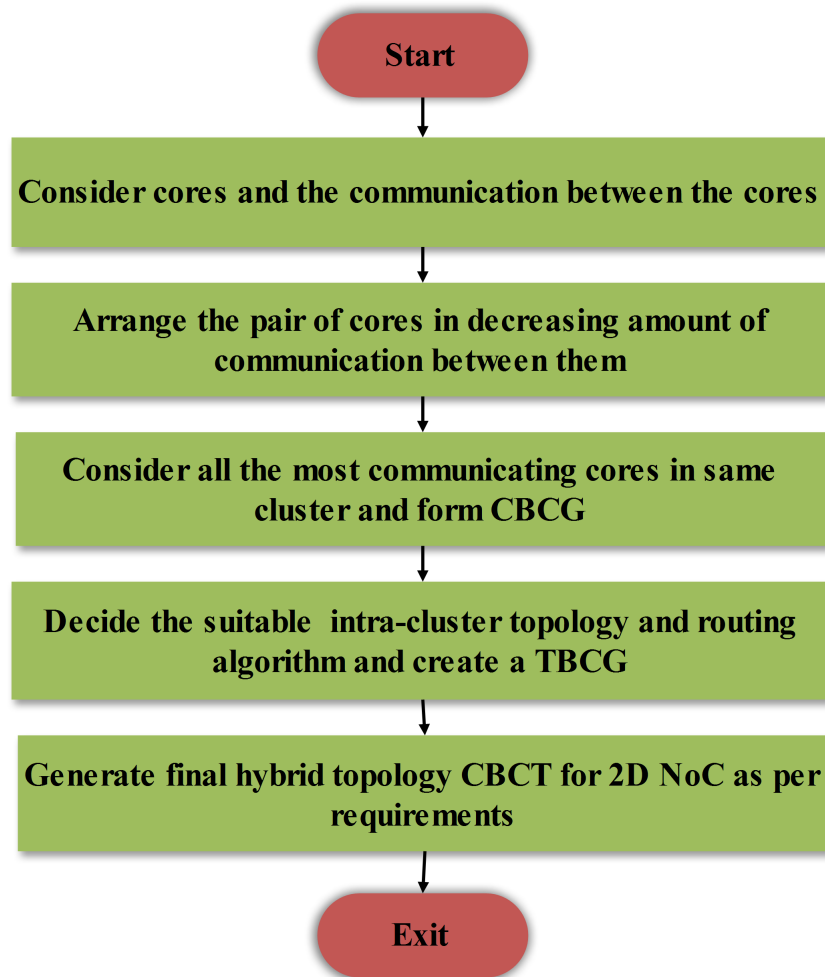 Start
Consider cores and the communication between the cores
Arrange the pair of cores in decreasing amount of
communication between them
Consider all the most communicating cores in same
cluster and form CBCG
Decide the suitable intra-cluster topology and routing
algorithm and create a TBCG
Generate final hybrid topology CBCT for 2D NoC as per
requirements
Exit